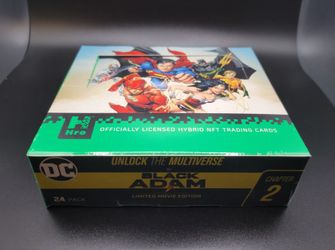 Hro
OFFICIALLY LICENSED HYBRID NFT TRADING CARDS
UNLOCK THE MULTIVERSE
DC
BLACK
ADAM
LIMITED MOVIE EDITION
24 PACK
CHAPTER
2